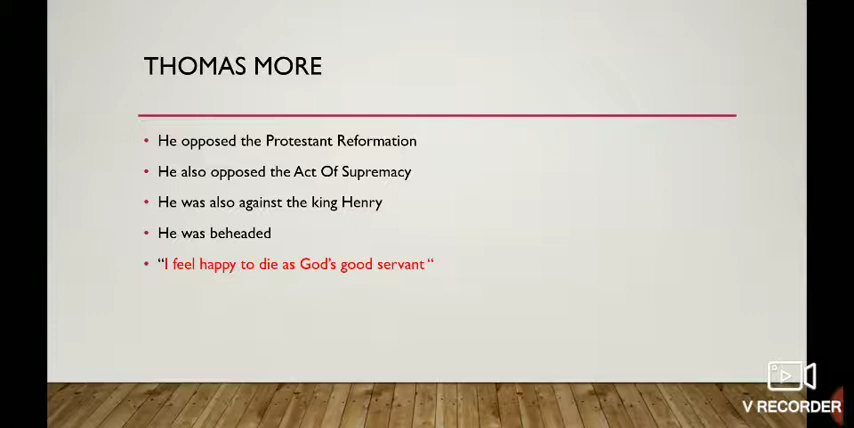 THOMAS MORE
• He opposed the Protestant Reformation
• He also opposed the Act Of Supremacy
• He was also against the king Henry
• He was beheaded
• “I feel happy to die as God’s good servant “
V RECORDER